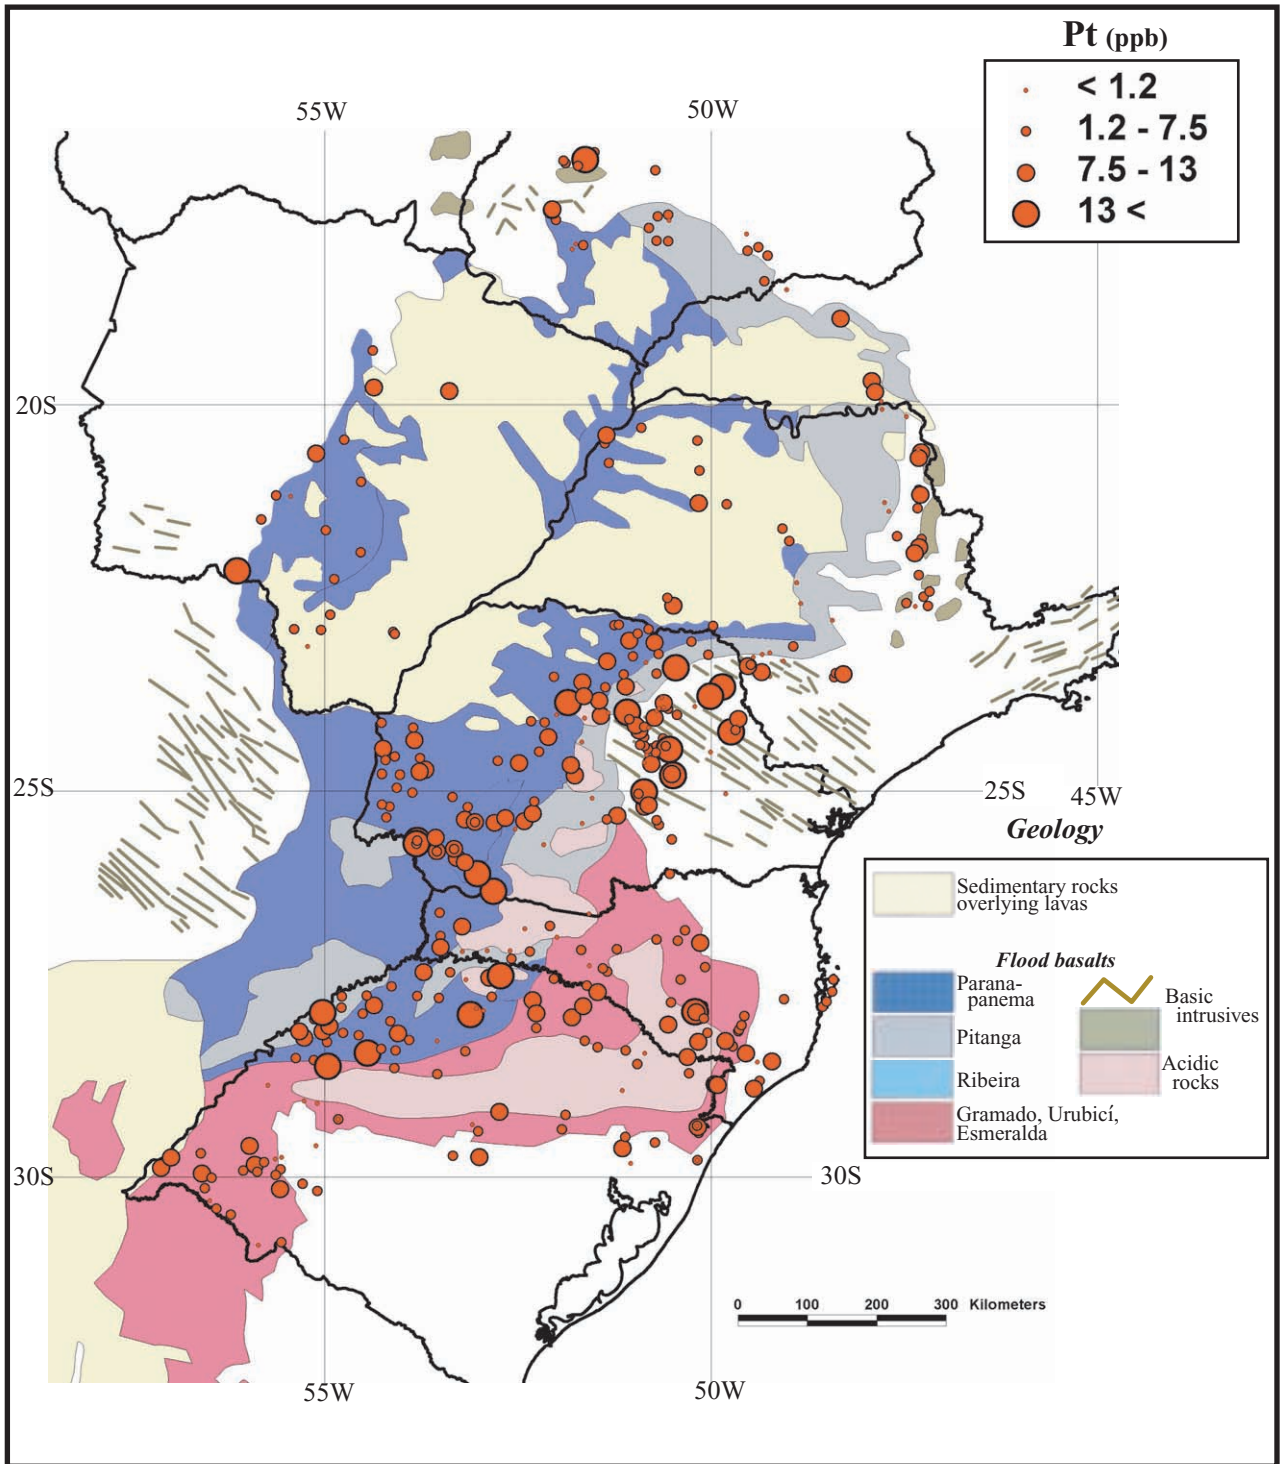 Pt (ppb)
< 1.2
1.2 - 7.5
7.5 - 13
13 <
55W
50W
20S
25S
25S
45W
Geology
Sedimentary rocks
overlying lavas
Flood basalts
Parana-
panema
Basic
intrusives
Pitanga
Acidic
rocks
Ribeira
Gramado, Urubicí,
Esmeralda
30S
30S
0 100 200 300 Kilometers
55W
50W